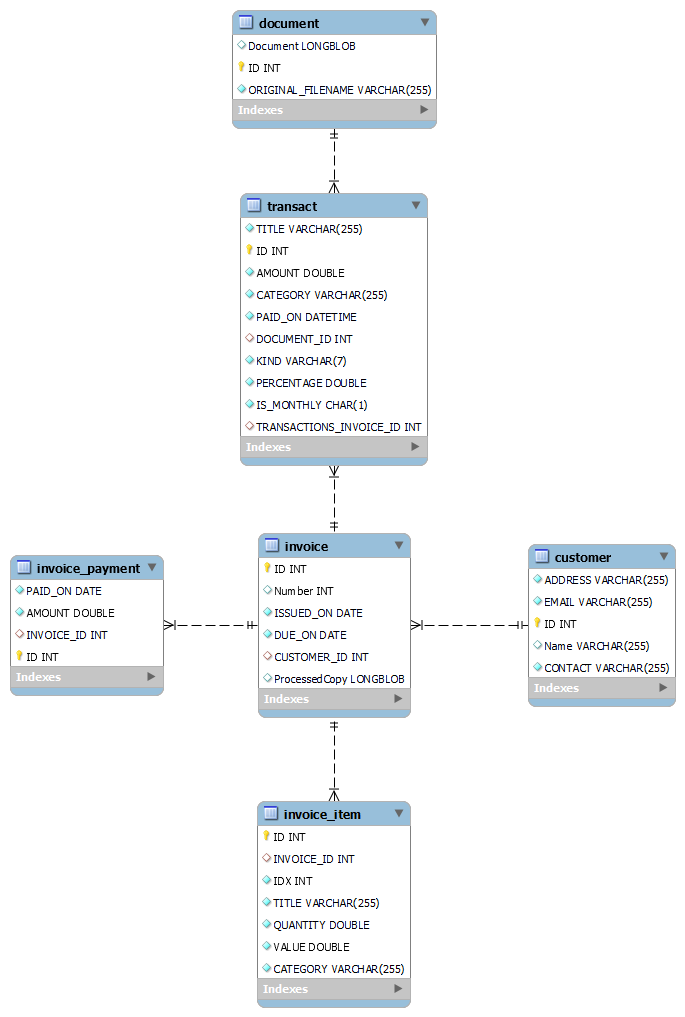 document
Document LONGBLOB
ID INT
ORIGINAL_FILENAME VARCHAR(255)
Indexes
transact
TITLE VARCHAR(255)
ID INT
AMOUNT DOUBLE
CATEGORY VARCHAR(255)
PAID_ON DATETIME
DOCUMENT_ID INT
KIND VARCHAR(7)
PERCENTAGE DOUBLE
IS_MONTHLY CHAR(1)
TRANSACTIONS_INVOICE_ID INT
Indexes
invoice_payment
PAID_ON DATE
AMOUNT DOUBLE
INVOICE_ID INT
ID INT
Indexes
invoice
ID INT
Number INT
ISSUED_ON DATE
DUE_ON DATE
CUSTOMER_ID INT
ProcessedCopy LONGBLOB
Indexes
customer
ADDRESS VARCHAR(255)
EMAIL VARCHAR(255)
ID INT
Name VARCHAR(255)
CONTACT VARCHAR(255)
Indexes
invoice_item
ID INT
INVOICE_ID INT
IDX INT
TITLE VARCHAR(255)
QUANTITY DOUBLE
VALUE DOUBLE
CATEGORY VARCHAR(255)
Indexes